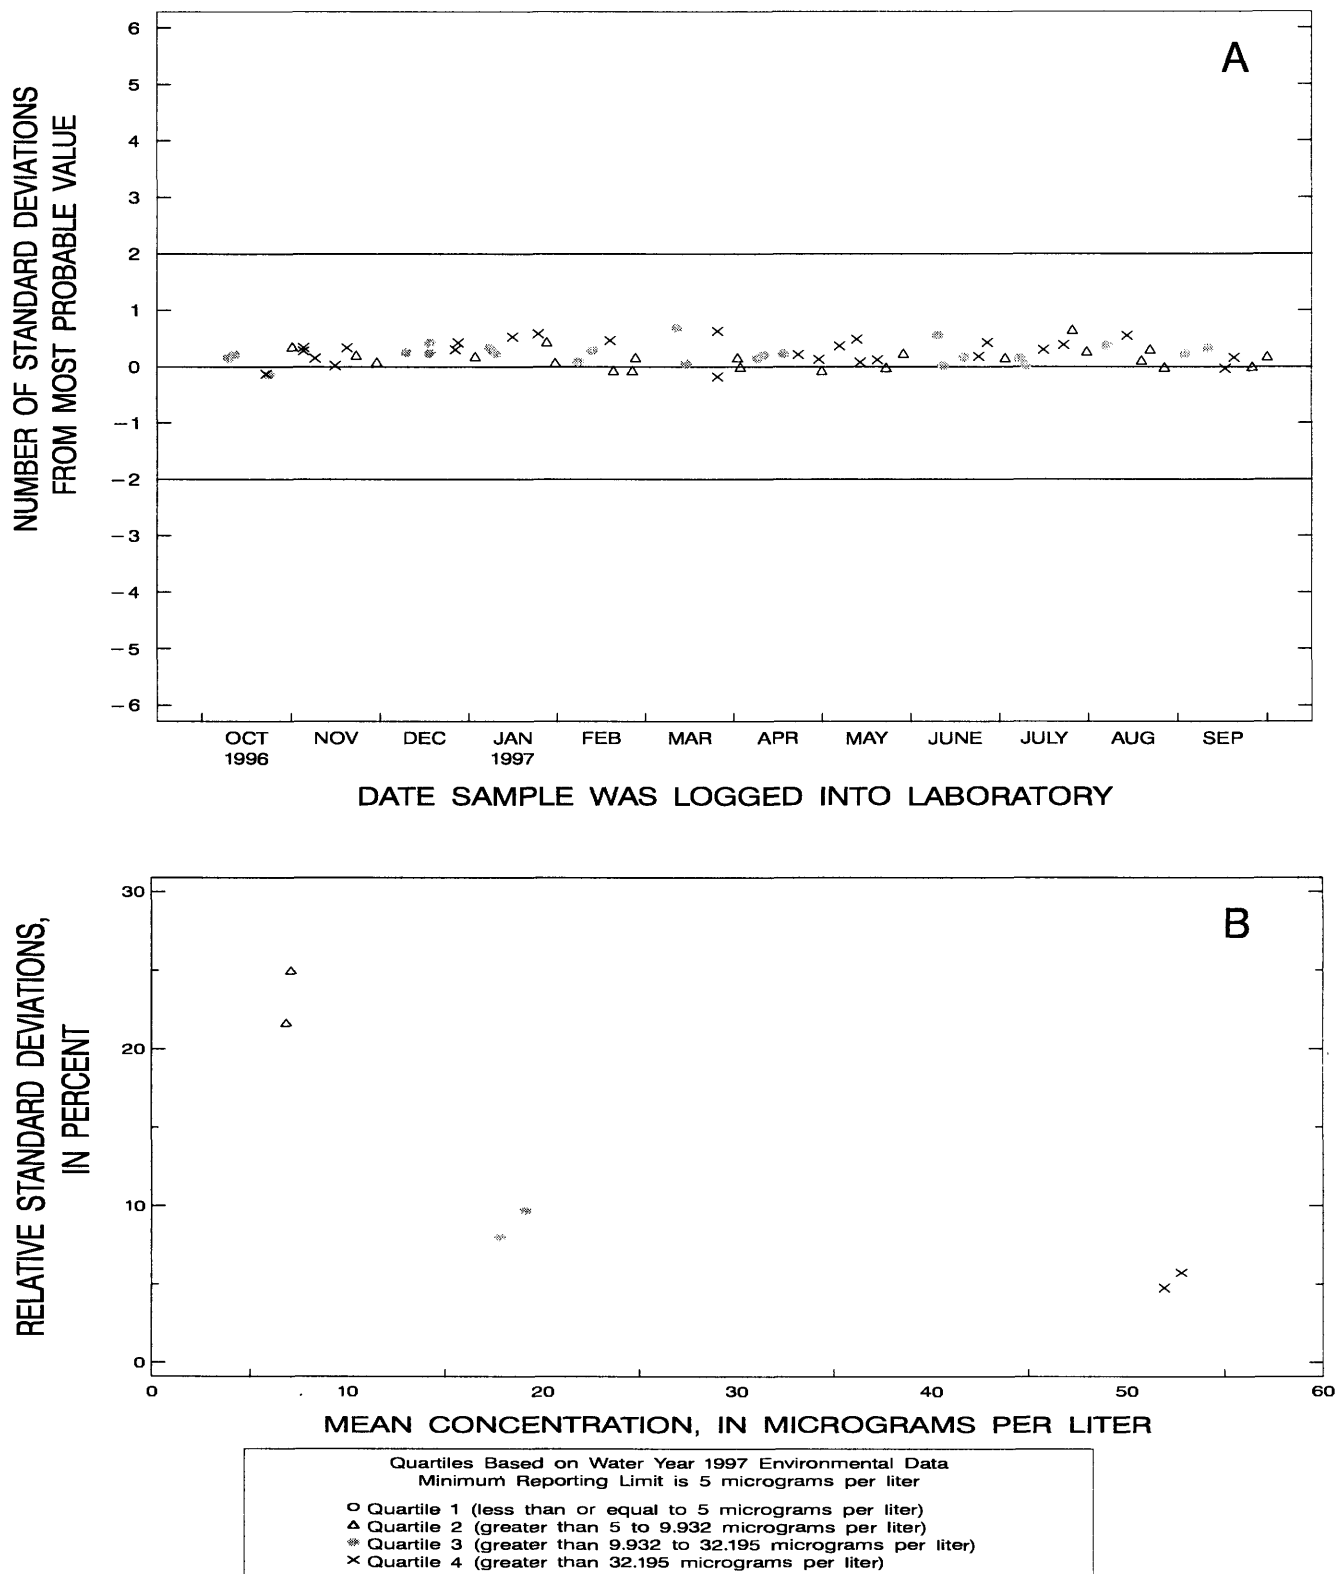 A
NUMBER OF STANDARD DEVIATIONS
FROM MOST PROBABLE VALUE
6
5
4
3
2
1
0
−1
−2
−3
−4
−5
−6
OCT NOV DEC JAN FEB MAR APR MAY JUNE JULY AUG SEP
1996 1997
DATE SAMPLE WAS LOGGED INTO LABORATORY
B
RELATIVE STANDARD DEVIATIONS,
IN PERCENT
30
20
10
0
0 10 20 30 40 50 60
MEAN CONCENTRATION, IN MICROGRAMS PER LITER
Quartiles Based on Water Year 1997 Environmental Data
Minimum Reporting Limit is 5 micrograms per liter
Quartile 1 (less than or equal to 5 micrograms per liter)
Quartile 2 (greater than 5 to 9.932 micrograms per liter)
Quartile 3 (greater than 9.932 to 32.195 micrograms per liter)
Quartile 4 (greater than 32.195 micrograms per liter)